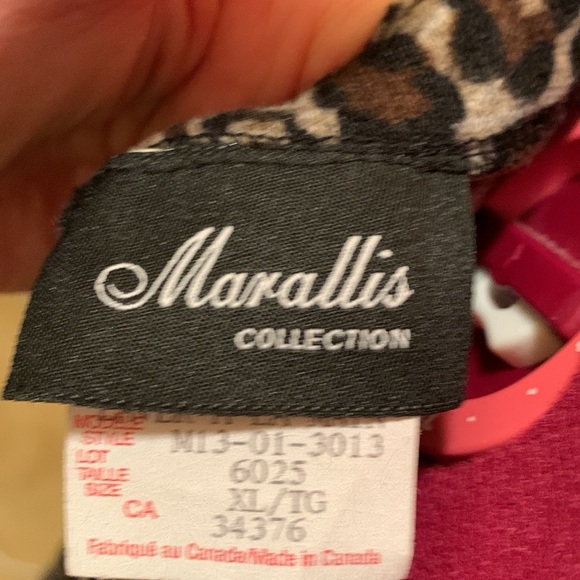 Marallis
COLLECTION
STYLE M13-01-3013
LOT 6025
TAILLE
SIZE XL/TG
CA 34376
Fabriqué au Canada/Made in Canada